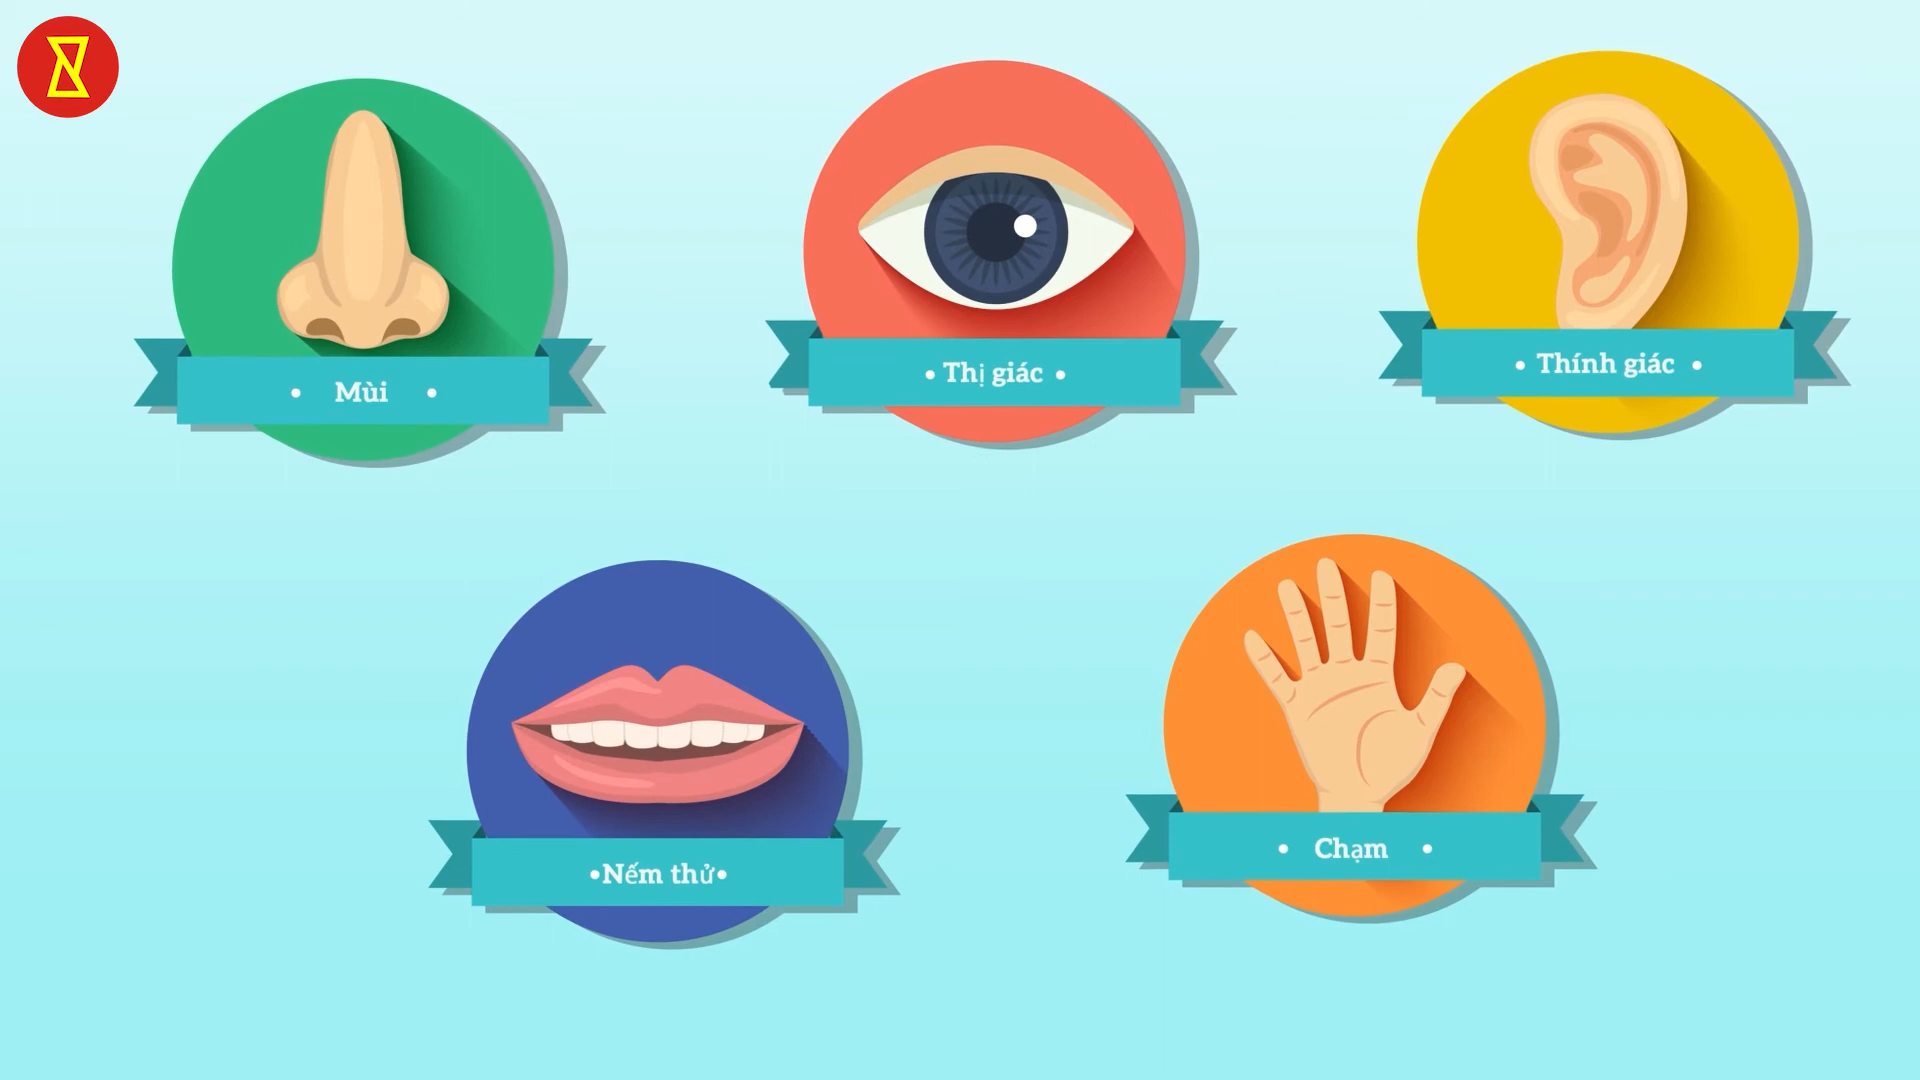 • Mùi •
• Thị giác •
• Thính giác •
•Nếm thử•
• Chạm •